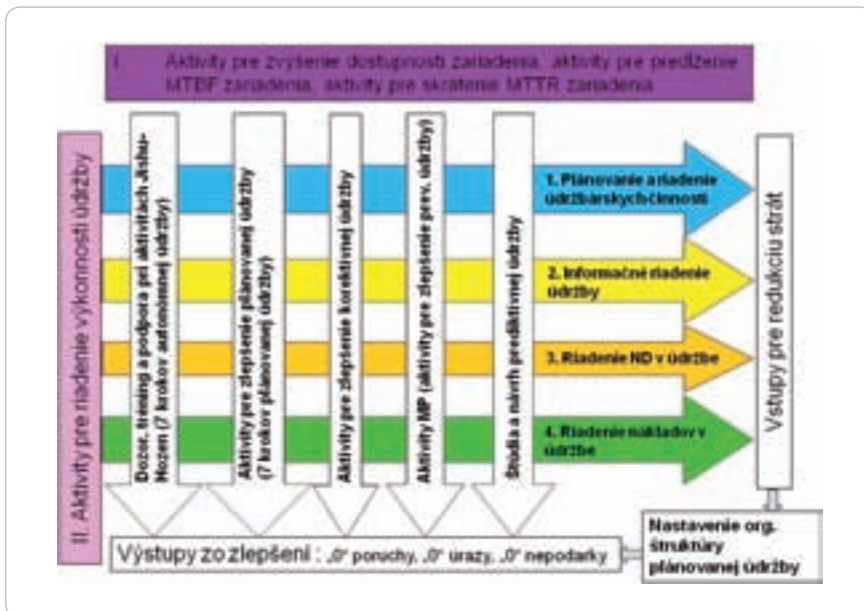 I. Aktivity pre zvýšenie dostupnosti zariadenia, aktivity pre predĺženie
MTBF zariadenia, aktivity pre skrátenie MTTR zariadenia
II. Aktivity pre riadenie výkonnosti údržby
Dozor, tréning a podpora pri aktivitách Jishu-
Hozen (7 krokov autonómnej údržby)
Aktivity pre zlepšenie plánovanej údržby
(7 krokov plánovanej údržby)
Aktivity pre zlepšenie korektívnej údržby
Aktivity MP (aktivity pre zlepšenie prev. údržby)
Štúdia a návrh prediktívnej údržby
1. Plánovanie a riadenie
údržbárskych činností
2. Informačné riadenie
údržby
3. Riadenie ND v údržbe
4. Riadenie nákladov v
údržbe
Vstupy pre redukciu strát
Výstupy zo zlepšení : „0“ poruchy, „0“ úrazy, „0“ nepodarky
Nastavenie org.
štruktúry
plánovanej údržby